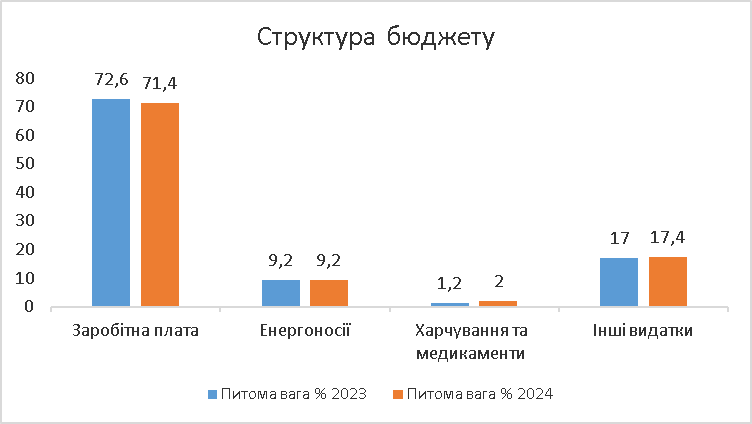 Структура бюджету
80
70
60
50
40
30
20
10
0
72,6
71,4
9,2
9,2
1,2
2
17
17,4
Заробітна плата
Енергоносії
Харчування та
медикаменти
Інші видатки
Питома вага % 2023
Питома вага % 2024